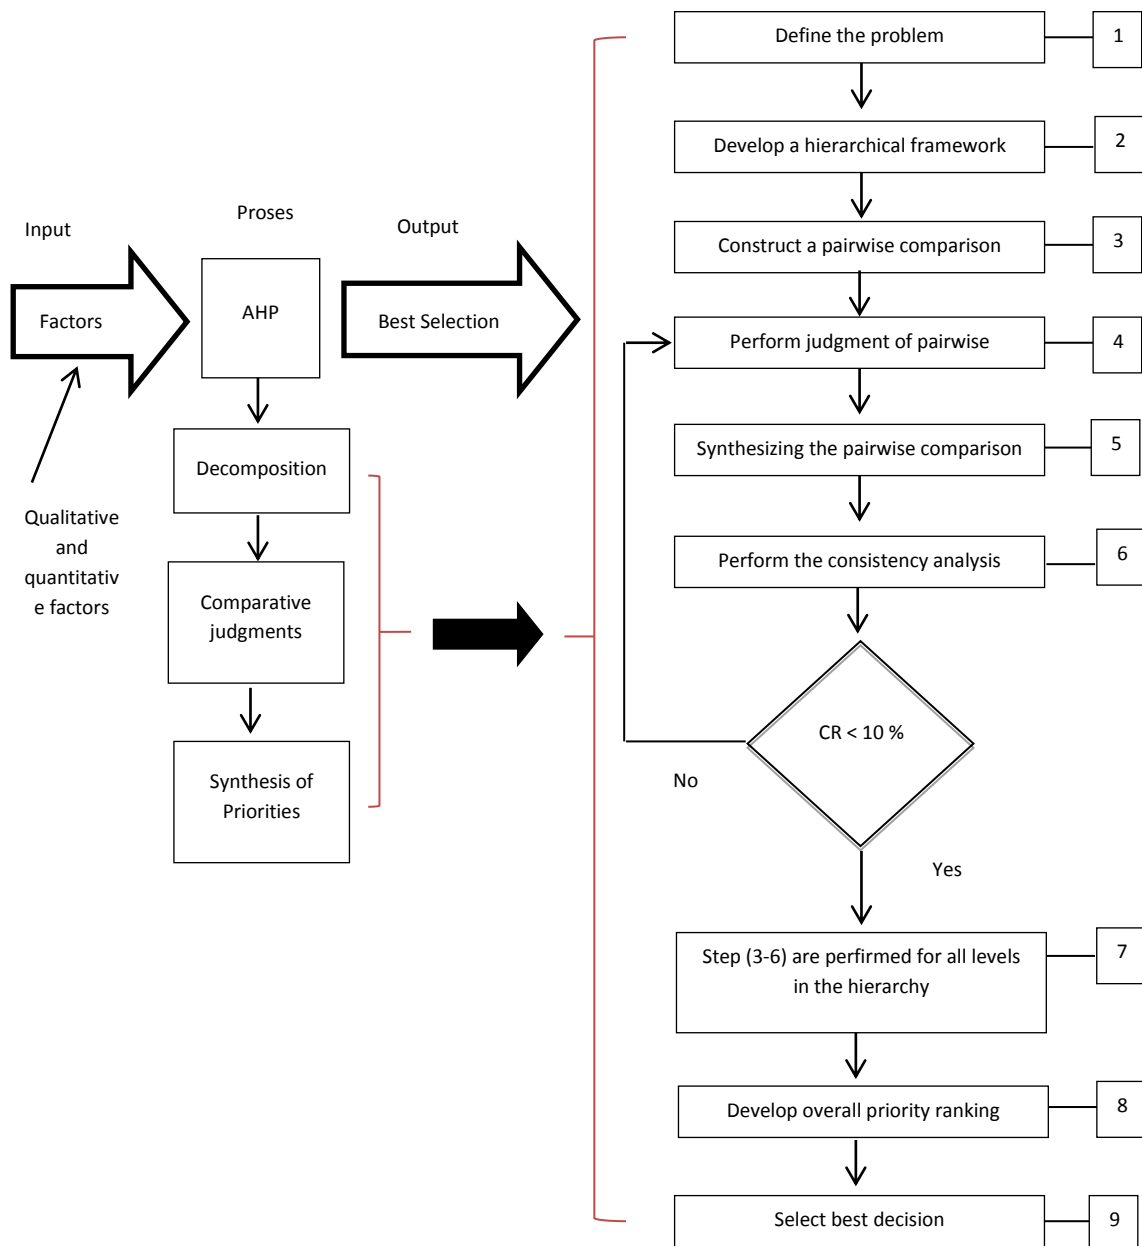 Input
Proses
Output
Factors
AHP
Best Selection
Qualitative
and
quantitativ
e factors
Decomposition
Comparative
judgments
Synthesis of
Priorities
Define the problem
1
Develop a hierarchical framework
2
Construct a pairwise comparison
3
Perform judgment of pairwise
4
Synthesizing the pairwise comparison
5
Perform the consistency analysis
6
CR < 10 %
No
Yes
Step (3-6) are perfirmed for all levels
in the hierarchy
7
Develop overall priority ranking
8
Select best decision
9